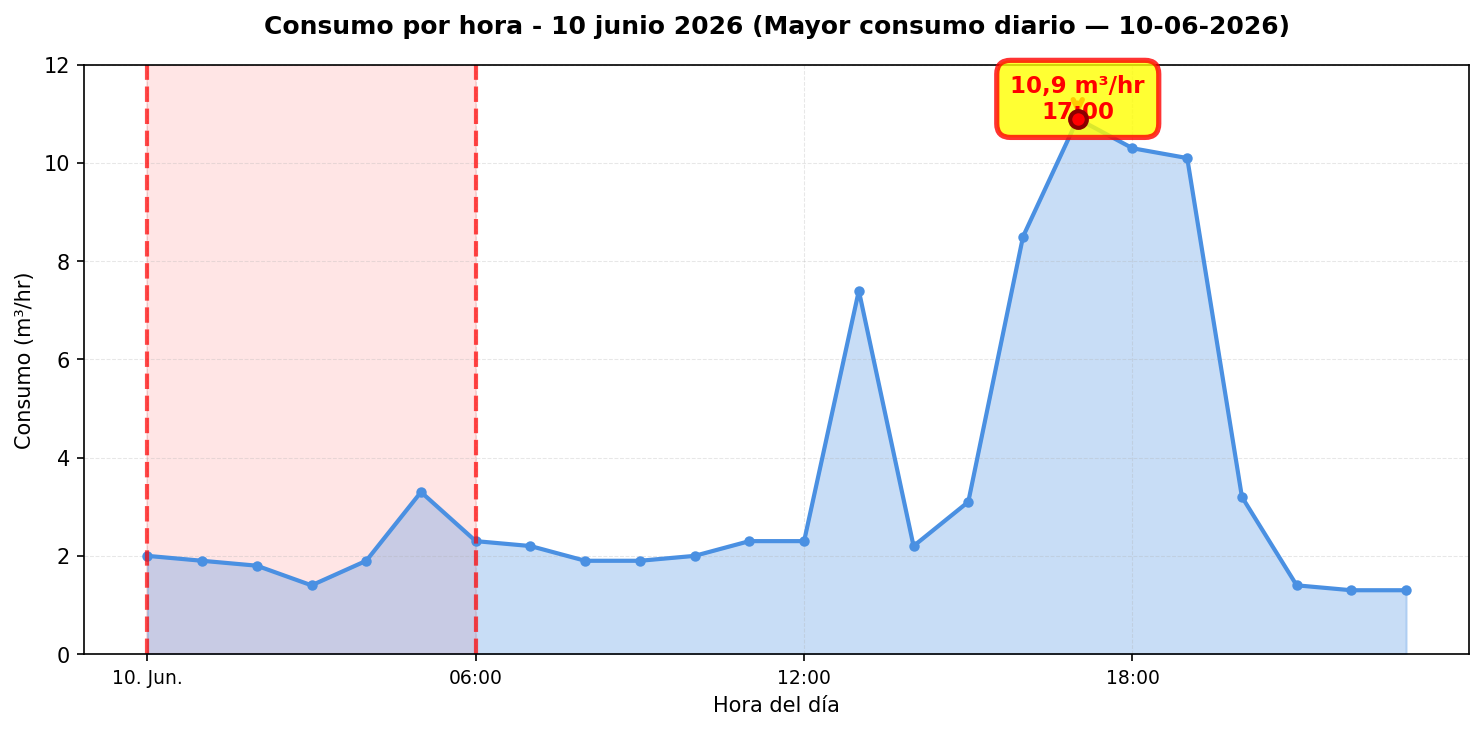 Consumo por hora - 10 junio 2026 (Mayor consumo diario — 10-06-2026)
12
10
8
6
4
2
0
Consumo (m³/hr)
10,9 m³/hr
17:00
10. Jun.
06:00
12:00
18:00
Hora del día